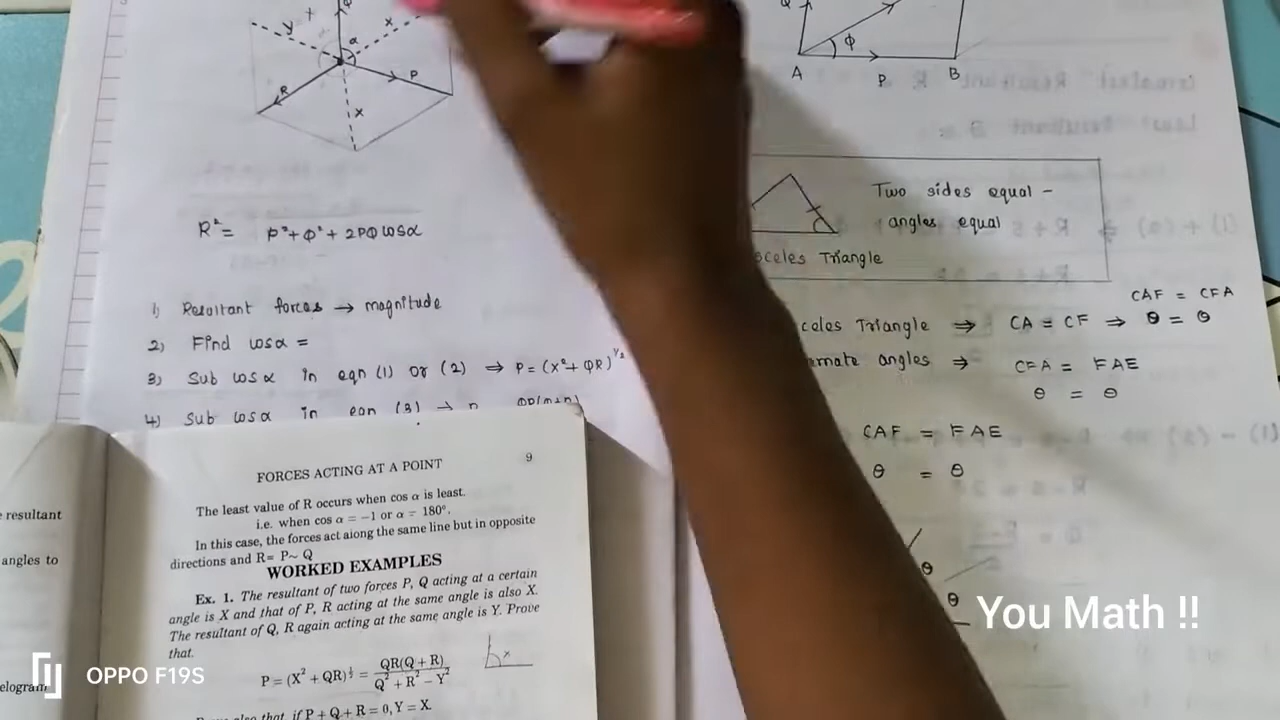 y
x
α
R
P
x
R² = P² + Q² + 2PQ cosα
1) Resultant forces → magnitude
2) Find cosα =
3) Sub cosα in eqn (1) or (2) ⇒ P = (x² + QR)^½
4) Sub cosα in eqn (3) →
Q
ϕ
A
P
B
Two sides equal -
angles equal
sceles Triangle
CAF = CFA
celes Triangle ⇒ CA = CF ⇒ θ = θ
rnate angles ⇒ CFA = FAE
θ = θ
CAF = FAE
θ = θ
θ
θ
resultant
angles to
elogram
FORCES ACTING AT A POINT 9
The least value of R occurs when cos α is least.
i.e. when cos α = −1 or α = 180°.
In this case, the forces act along the same line but in opposite
directions and R= P~ Q
WORKED EXAMPLES
Ex. 1. The resultant of two forces P, Q acting at a certain
angle is X and that of P, R acting at the same angle is also X.
The resultant of Q, R again acting at the same angle is Y. Prove
that.
P = (X² + QR)^½ = QR(Q + R) / Q² + R² − Y²
also that, if P + Q + R = 0, Y = X.
You Math !!
OPPO F19S